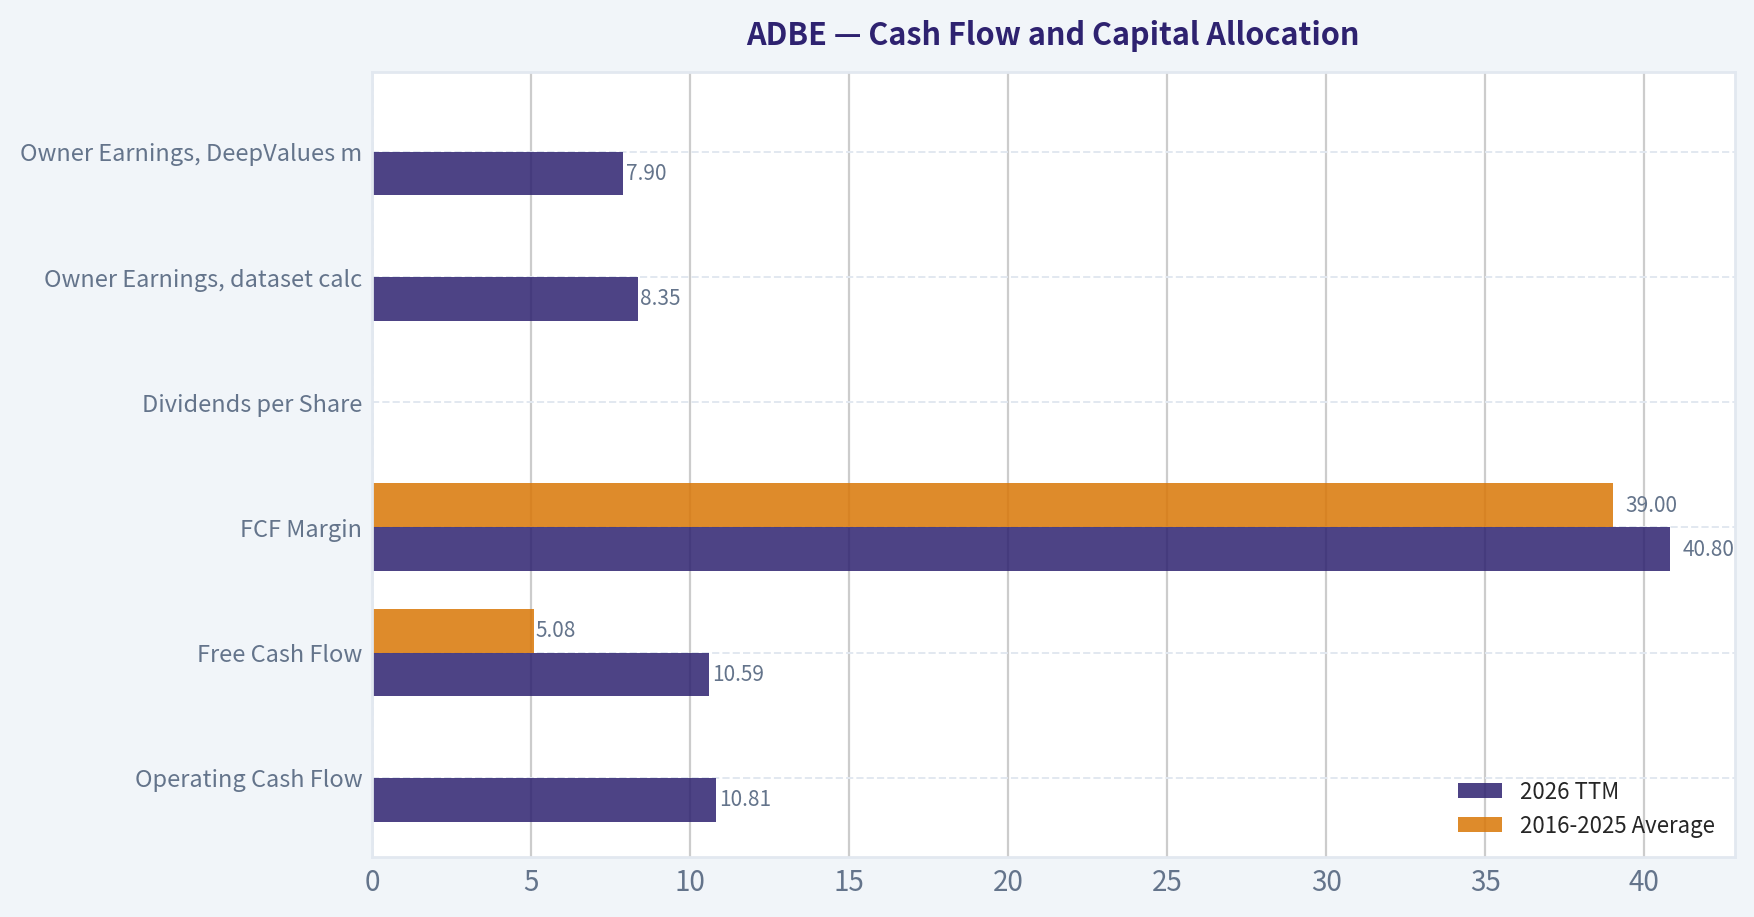 ADBE — Cash Flow and Capital Allocation
Owner Earnings, DeepValues m
7.90
Owner Earnings, dataset calc
8.35
Dividends per Share
39.00
FCF Margin
40.80
5.08
Free Cash Flow
10.59
Operating Cash Flow
10.81
2026 TTM
2016-2025 Average
0 5 10 15 20 25 30 35 40